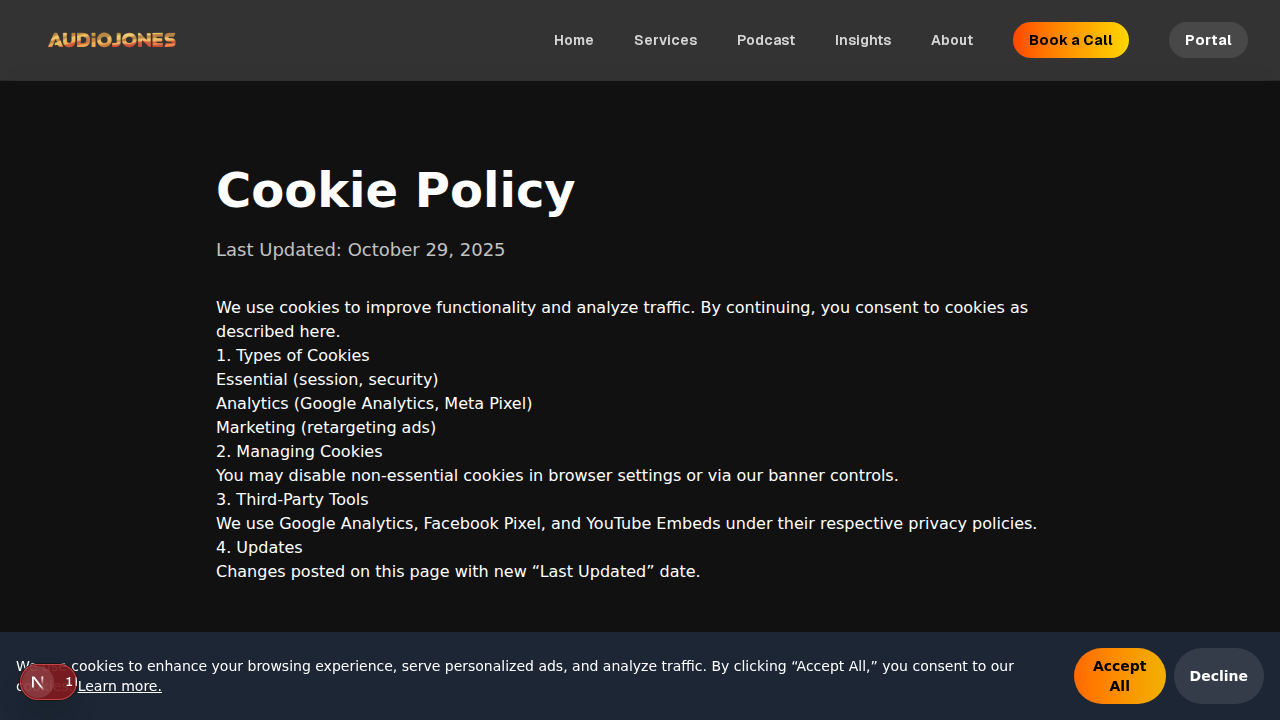 AUDIOJONES
Home
Services
Podcast
Insights
About
Book a Call
Portal
Cookie Policy
Last Updated: October 29, 2025
We use cookies to improve functionality and analyze traffic. By continuing, you consent to cookies as
described here.
1. Types of Cookies
Essential (session, security)
Analytics (Google Analytics, Meta Pixel)
Marketing (retargeting ads)
2. Managing Cookies
You may disable non-essential cookies in browser settings or via our banner controls.
3. Third-Party Tools
We use Google Analytics, Facebook Pixel, and YouTube Embeds under their respective privacy policies.
4. Updates
Changes posted on this page with new “Last Updated” date.
We use cookies to enhance your browsing experience, serve personalized ads, and analyze traffic. By clicking “Accept All,” you consent to our
Learn more.
N 1
Accept
All
Decline